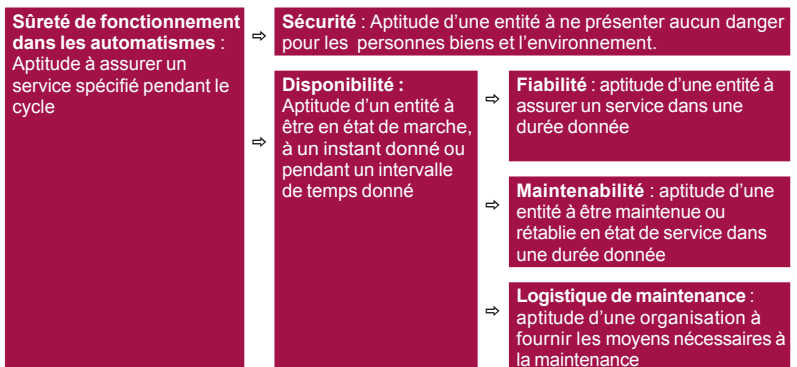 Sûreté de fonctionnement
dans les automatismes :
Aptitude à assurer un
service spécifié pendant le
cycle
⇨
Sécurité : Aptitude d'une entité à ne présenter aucun danger
pour les personnes biens et l'environnement.
⇨
Disponibilité :
Aptitude d'un entité à
être en état de marche,
à un instant donné ou
pendant un intervalle
de temps donné
⇨
Fiabilité : aptitude d'une entité à
assurer un service dans une
durée donnée
⇨
Maintenabilité : aptitude d'une
entité à être maintenue ou
rétablie en état de service dans
une durée donnée
⇨
Logistique de maintenance :
aptitude d'une organisation à
fournir les moyens nécessaires à
la maintenance